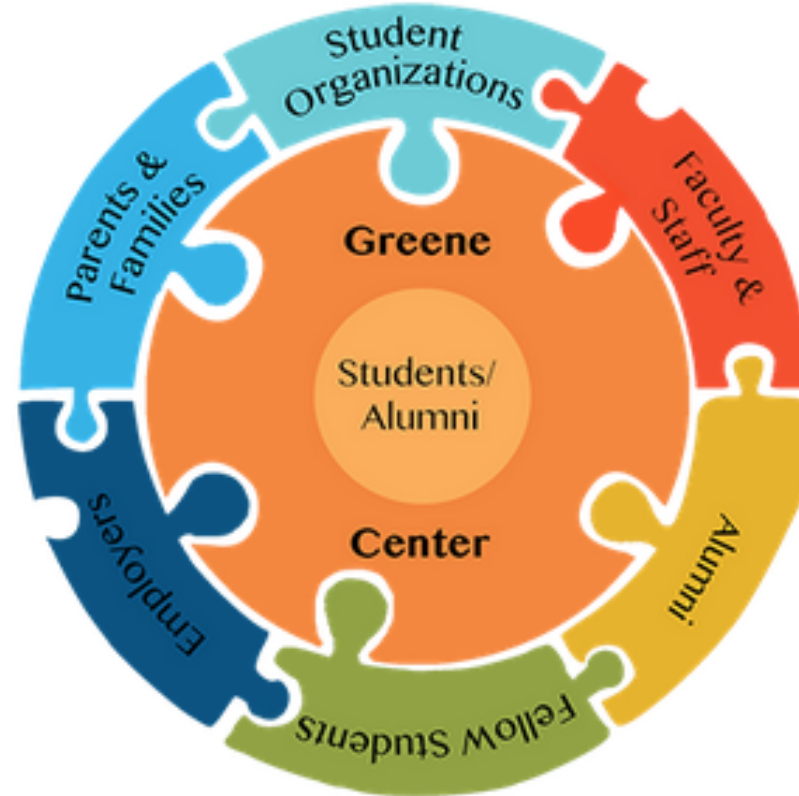 Student
Organizations
Faculty &
Staff
Alumni
Fellow Students
Employers
Parents &
Families
Greene
Students/
Alumni
Center